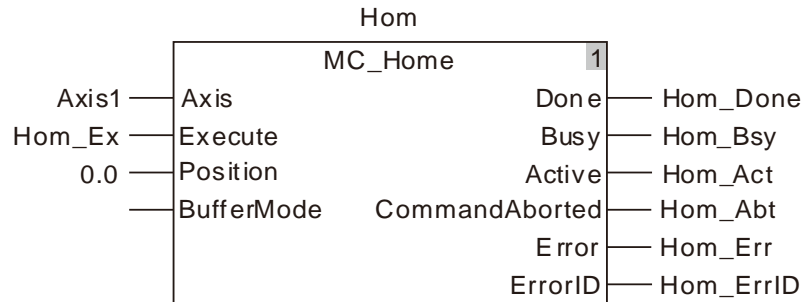 Hom
MC_Home 1
Axis1 Axis Done Hom_Done
Hom_Ex Execute Busy Hom_Bsy
0.0 Position Active Hom_Act
BufferMode CommandAborted Hom_Abt
Error Hom_Err
ErrorID Hom_ErrID